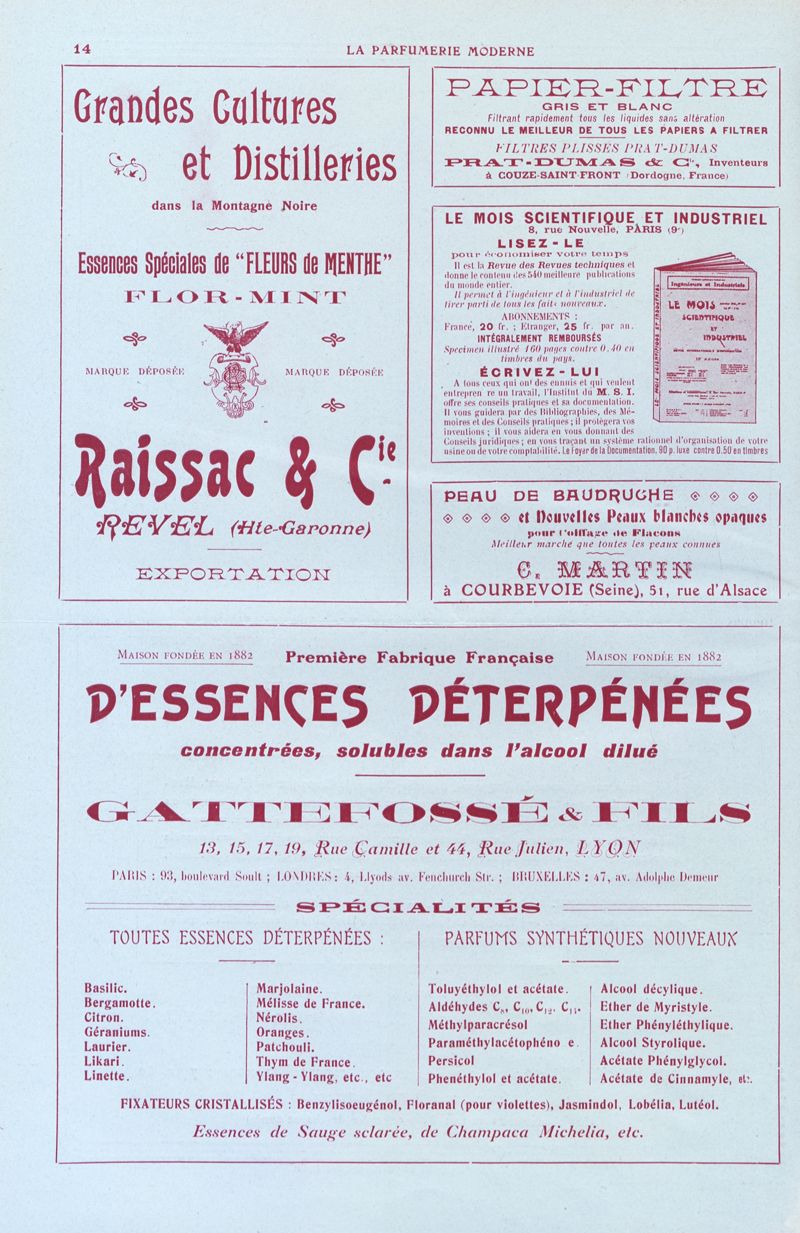 14
LA PARFUMERIE MODERNE
Grandes Cultures
et Distilleries
dans la Montagne Noire
Essences Spéciales de “FLEURS de MENTHE”
FLOR-MINT
MARQUE DÉPOSÉE
MARQUE DÉPOSÉE
Raissac & Cie
REVEL (Hte-Garonne)
EXPORTATION
PAPIER-FILTRE
GRIS ET BLANC
Filtrant rapidement tous les liquides sans altération
RECONNU LE MEILLEUR DE TOUS LES PAPIERS A FILTRER
FILTRES PLISSES PRAT-DUMAS
PRAT-DUMAS & Cie, Inventeurs
à COUZE-SAINT-FRONT (Dordogne, France)
LE MOIS SCIENTIFIQUE ET INDUSTRIEL
8, rue Nouvelle, PARIS (9e)
LISEZ-LE
pour économiser votre temps
Il est la Revue des Revues techniques et
donne le contenu des 540 meilleure publications
du monde entier.
Il permet à l'ingénieur et à l'industriel de
tirer parti de tous les faits nouveaux.
ABONNEMENTS :
France, 20 fr. ; Etranger, 25 fr. par an.
INTÉGRALEMENT REMBOURSÉS
Specimen illustré 160 pages contre 0.40 en
timbres du pays.
ÉCRIVEZ-LUI
A tous ceux qui ont des ennuis et qui veulent
entrepren re un travail, l'Institut du M. S. I.
offre ses conseils pratiques et sa documentation.
Il vous guidera par des Bibliographies, des Mé-
moires et des Conseils pratiques ; il protègera vos
inventions ; il vous aidera en vous donnant des
Conseils juridiques ; en vous traçant un système rationnel d'organisation de votre
usine ou de votre comptabilité. Le Foyer de la Documentation, 90 p. luxe contre 0.50 en timbres
Ingénieurs et Industriels
LE MOIS
SCIENTIFIQUE
ET
INDUSTRIEL
LE MOIS SCIENTIFIQUE ET INDUSTRIEL
PEAU DE BAUDRUCHE
et Nouvelles Peaux blanches opaques
pour Coiffage de Flacons
Meilleur marché que toutes les peaux connues
C. MARTIN
à COURBEVOIE (Seine), 51, rue d'Alsace
MAISON FONDÉE EN 1882
Première Fabrique Française
MAISON FONDÉE EN 1882
D'ESSENCES DÉTERPÉNÉES
concentrées, solubles dans l'alcool dilué
GATTEFOSSÉ & FILS
13, 15, 17, 19, Rue Camille et 44, Rue Julien, LYON
PARIS : 93, boulevard Soult ; LONDRES : 4, Llyods av. Fenchurch Str. ; BRUXELLES : 47, av. Adolphe Demeur
SPÉCIALITÉS
TOUTES ESSENCES DÉTERPÉNÉES :
Basilic.
Bergamotte.
Citron.
Géraniums.
Laurier.
Likari.
Linette.
Marjolaine.
Mélisse de France.
Nérolis.
Oranges.
Patchouli.
Thym de France.
Ylang-Ylang, etc., etc
PARFUMS SYNTHÉTIQUES NOUVEAUX
Toluyéthylol et acétate.
Aldéhydes C8, C10, C12, C14.
Méthylparacrésol
Paraméthylacétophéno e
Persicol
Phenéthylol et acétate.
Alcool décylique.
Ether de Myristyle.
Ether Phényléthylique.
Alcool Styrolique.
Acétate Phénylglycol.
Acétate de Cinnamyle, etc.
FIXATEURS CRISTALLISÉS : Benzylisoeugénol, Floranal (pour violettes), Jasmindol, Lobélia, Lutéol.
Essences de Sauge sclarée, de Champaca Michelia, etc.